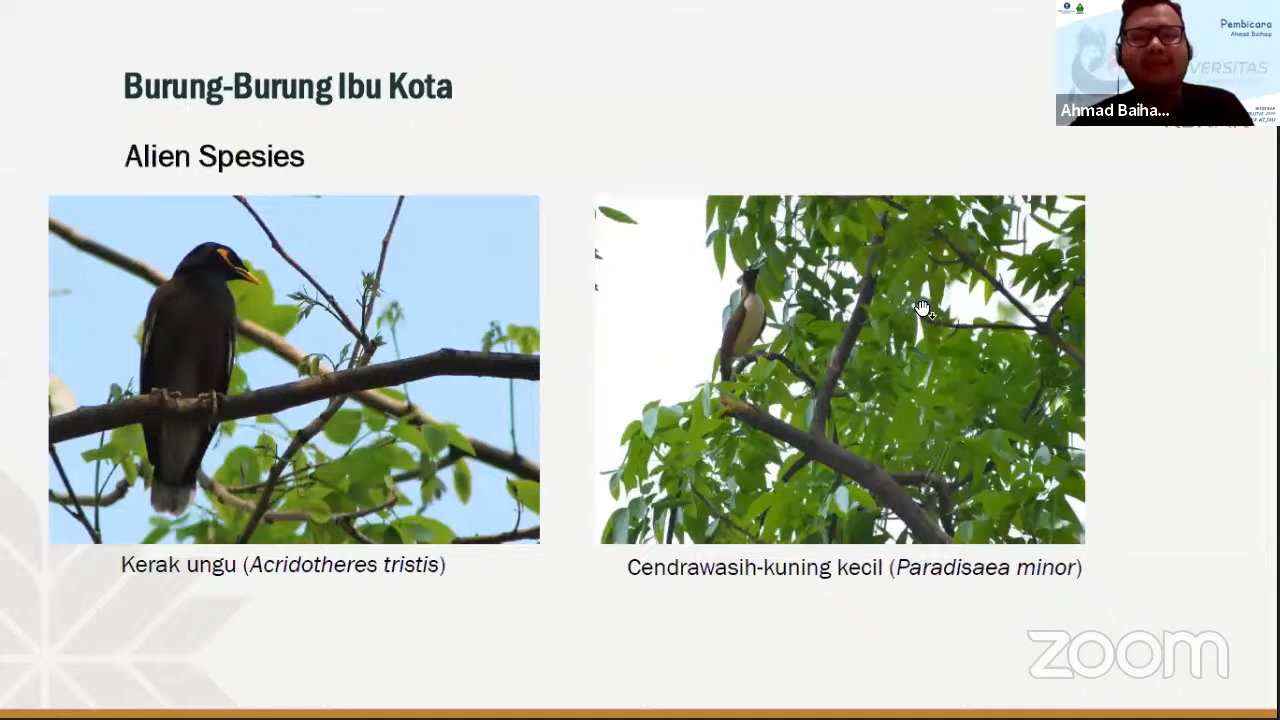 Burung-Burung Ibu Kota
Alien Spesies
Kerak ungu (Acridotheres tristis)
Cendrawasih-kuning kecil (Paradisaea minor)
Pembicara
Ahmad Baihaqi
VERSITAS
Ahmad Baiha...
zoom